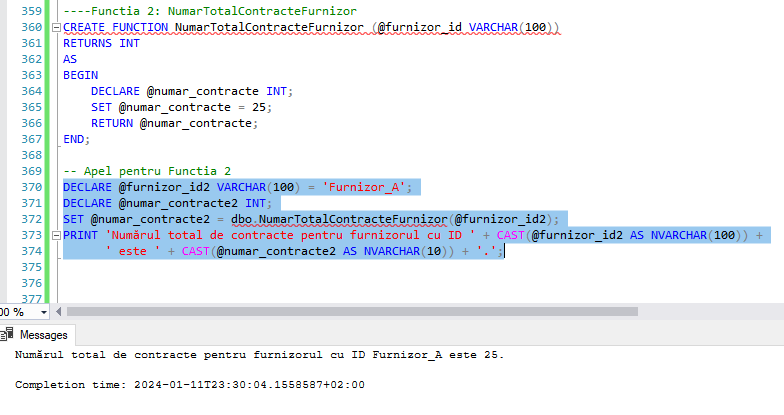 359 ----Functia 2: NumarTotalContracteFurnizor
360 CREATE FUNCTION NumarTotalContracteFurnizor (@furnizor_id VARCHAR(100))
361 RETURNS INT
362 AS
363 BEGIN
364 DECLARE @numar_contracte INT;
365 SET @numar_contracte = 25;
366 RETURN @numar_contracte;
367 END;
368
369 -- Apel pentru Functia 2
370 DECLARE @furnizor_id2 VARCHAR(100) = 'Furnizor_A';
371 DECLARE @numar_contracte2 INT;
372 SET @numar_contracte2 = dbo.NumarTotalContracteFurnizor(@furnizor_id2);
373 PRINT 'Numărul total de contracte pentru furnizorul cu ID ' + CAST(@furnizor_id2 AS NVARCHAR(100)) +
374 ' este ' + CAST(@numar_contracte2 AS NVARCHAR(10)) + '.';
375
376
377
00 %
Messages
Numărul total de contracte pentru furnizorul cu ID Furnizor_A este 25.
Completion time: 2024-01-11T23:30:04.1558587+02:00